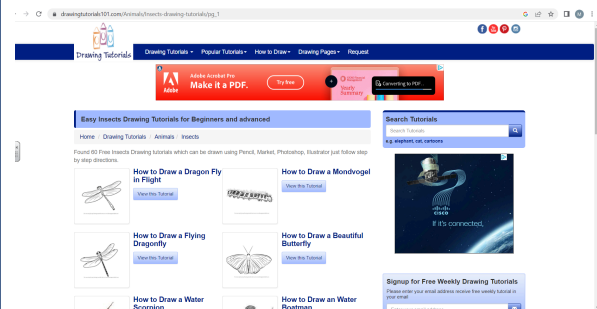 drawingtutorials101.com/Animals/Insects-drawing-tutorials/pg_1
Drawing Tutorials
Drawing Tutorials Popular Tutorials How to Draw Drawing Pages Request
Adobe
Adobe Acrobat Pro
Make it a PDF.
Try free
Yearly
Summary
Converting to PDF...
Easy Insects Drawing Tutorials for Beginners and advanced
Home / Drawing Tutorials / Animals / Insects
Found 60 Free Insects Drawing tutorials which can be drawn using Pencil, Market, Photoshop, Illustrator just follow step
by step directions.
How to Draw a Dragon Fly
in Flight
View this Tutorial
How to Draw a Mondvogel
View this Tutorial
How to Draw a Flying
Dragonfly
View this Tutorial
How to Draw a Beautiful
Butterfly
View this Tutorial
How to Draw a Water
Scorpion
How to Draw an Water
Boatman
Search Tutorials
Search Tutorials
e.g. elephant, cat, cartoons
CISCO
If it's connected,
Signup for Free Weekly Drawing Tutorials
Please enter your email address receive free weekly tutorial in
your email.